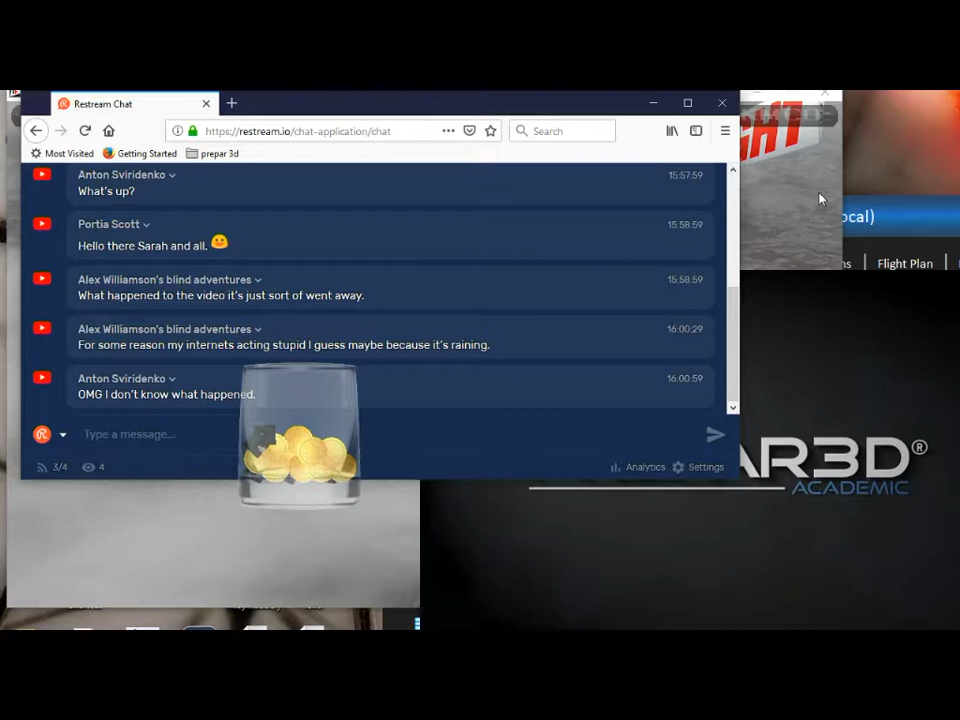 Restream Chat
https://restream.io/chat-application/chat
Search
Most Visited
Getting Started
prepar 3d
Anton Sviridenko
15:57:59
What's up?
Portia Scott
15:58:59
Hello there Sarah and all.
Alex Williamson's blind adventures
15:58:59
What happened to the video it's just sort of went away.
Alex Williamson's blind adventures
16:00:29
For some reason my internets acting stupid I guess maybe because it's raining.
Anton Sviridenko
16:00:59
OMG I don't know what happened.
Type a message...
3/4
4
Analytics
Settings
ocal)
ns
Flight Plan
AR3D®
ACADEMIC